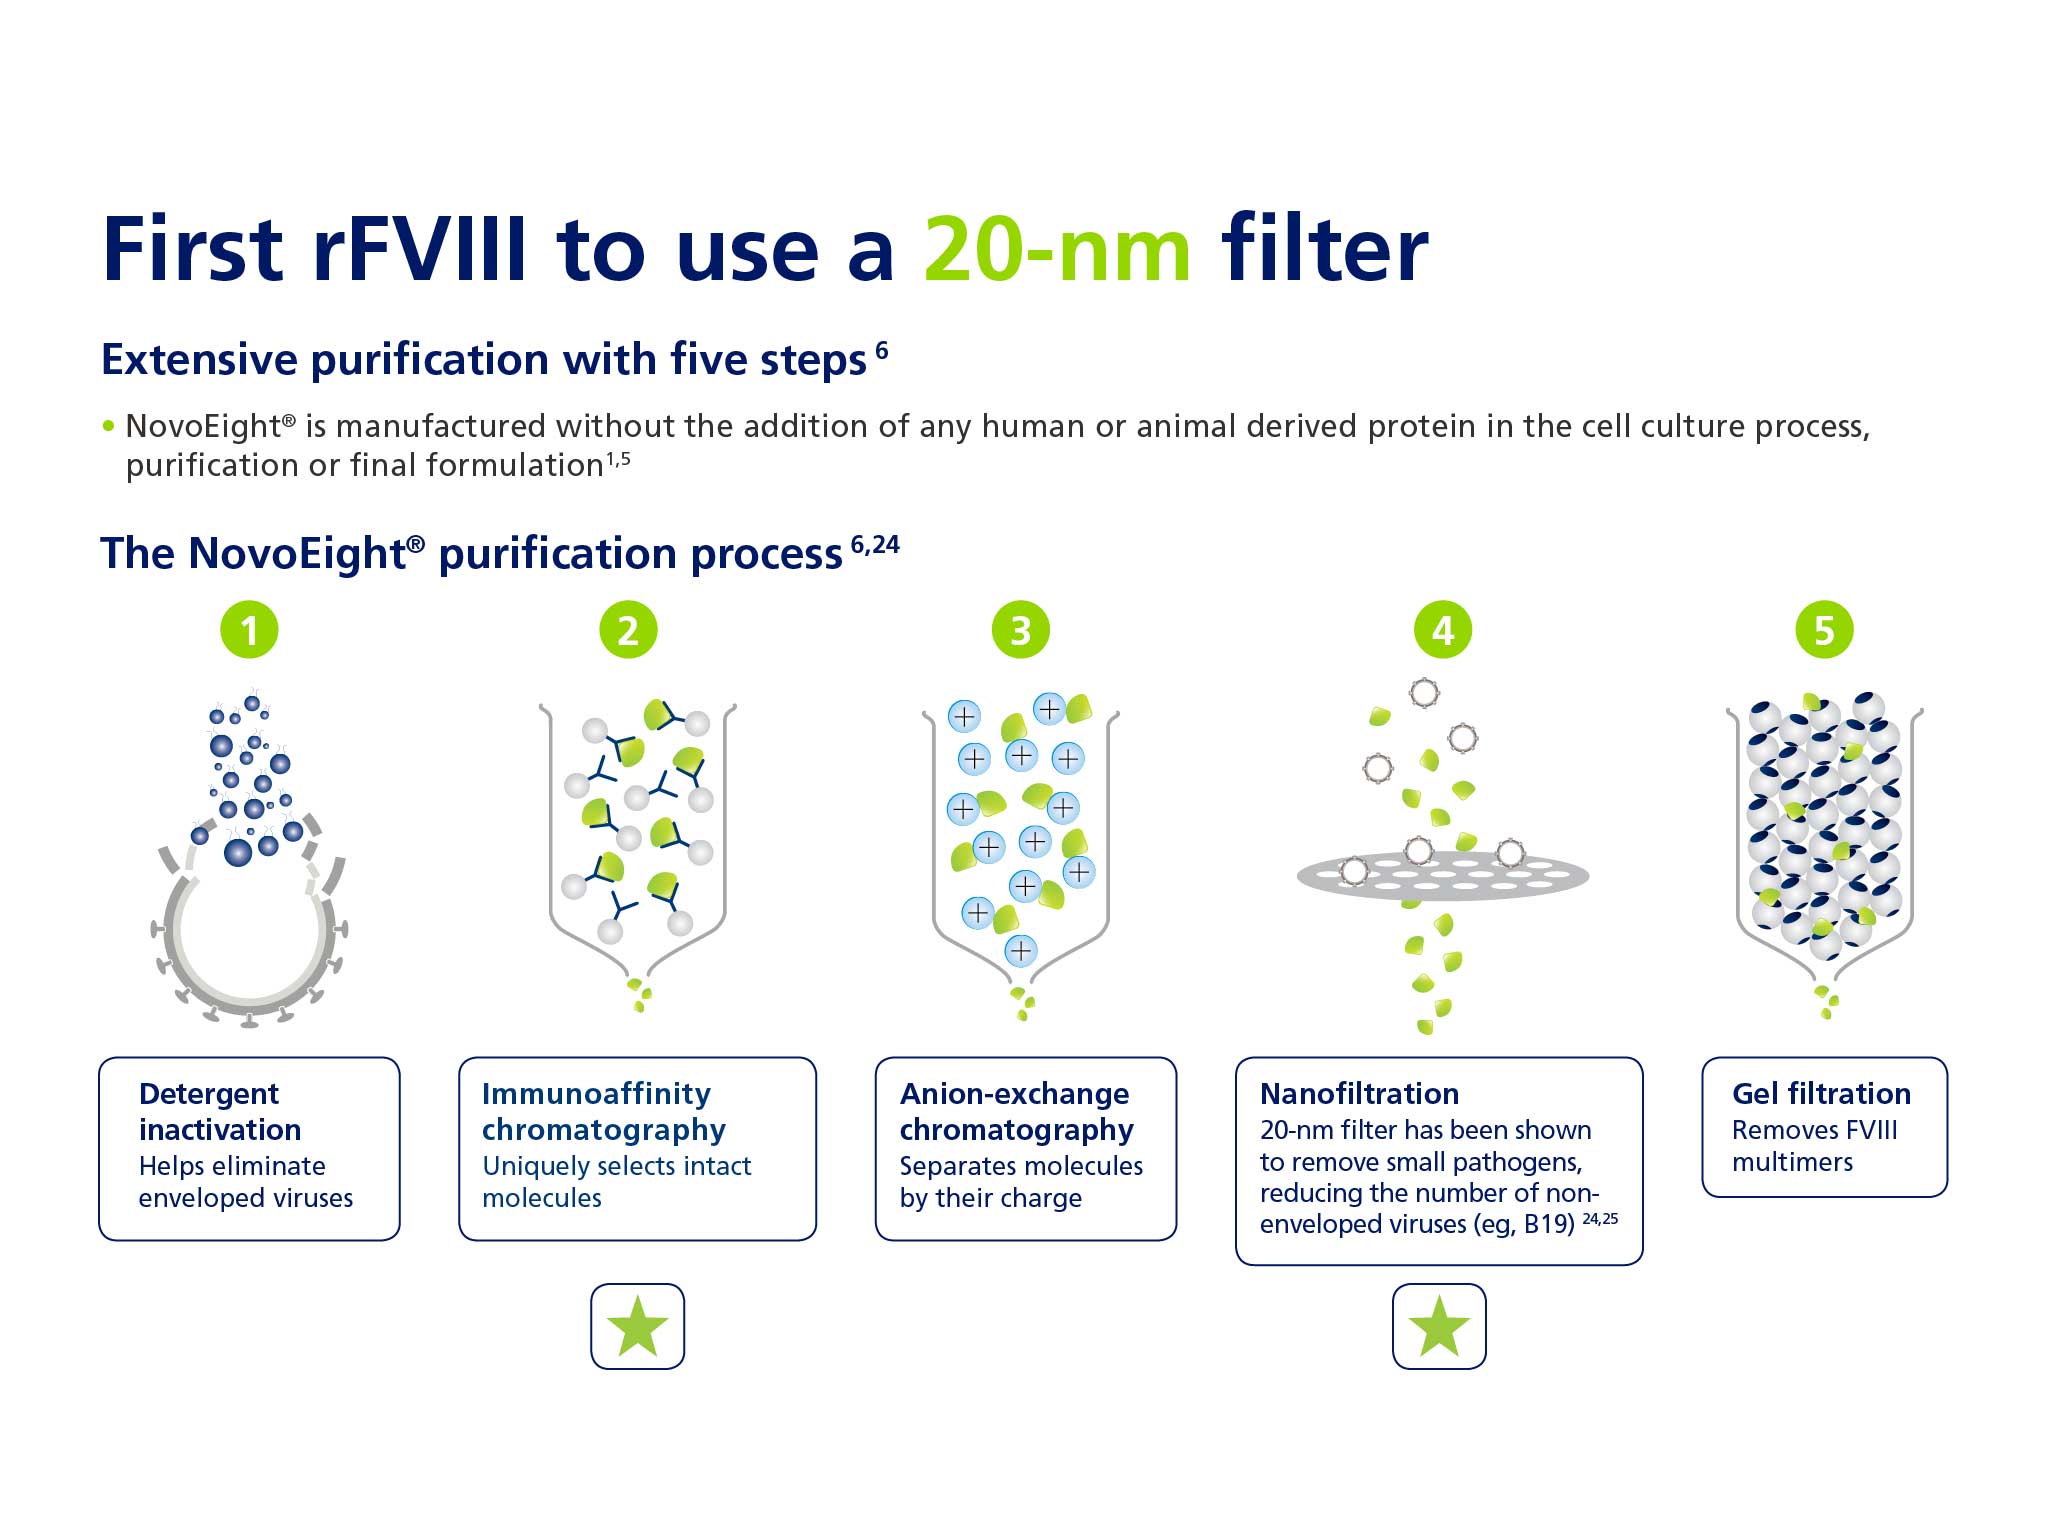 First rFVIII to use a 20-nm filter
Extensive purification with five steps 6
• NovoEight® is manufactured without the addition of any human or animal derived protein in the cell culture process,
purification or final formulation1,5
The NovoEight® purification process 6,24
1
2
3
4
5
Detergent
inactivation
Helps eliminate
enveloped viruses
Immunoaffinity
chromatography
Uniquely selects intact
molecules
Anion-exchange
chromatography
Separates molecules
by their charge
Nanofiltration
20-nm filter has been shown
to remove small pathogens,
reducing the number of non-
enveloped viruses (eg, B19) 24,25
Gel filtration
Removes FVIII
multimers